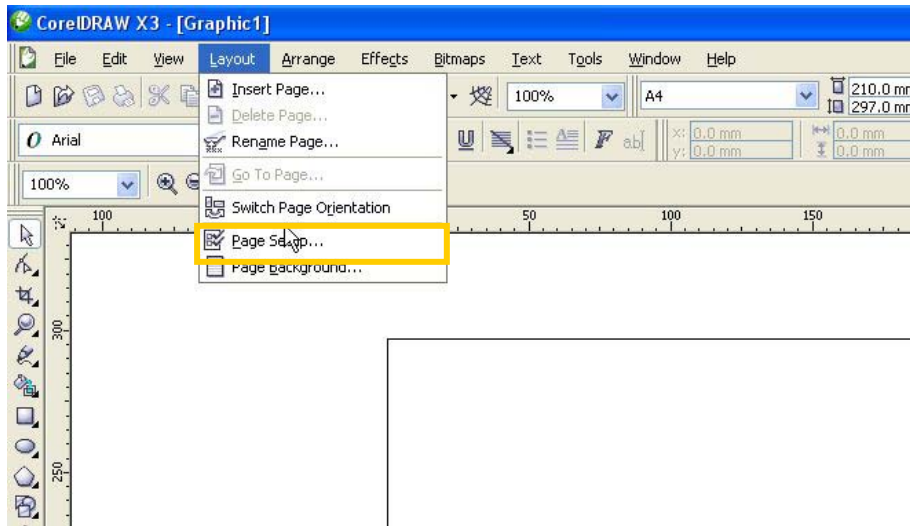 CorelDRAW X3 - [Graphic1]
File Edit View Layout Arrange Effects Bitmaps Text Tools Window Help
Insert Page...
100% A4 210.0 mm
297.0 mm
Delete Page...
Arial Rename Page... U F ab x: 0.0 mm 0.0 mm
y: 0.0 mm 0.0 mm
Go To Page...
100%
Switch Page Orientation
100 50 100 150
Page Setup...
Page Background...
300
250